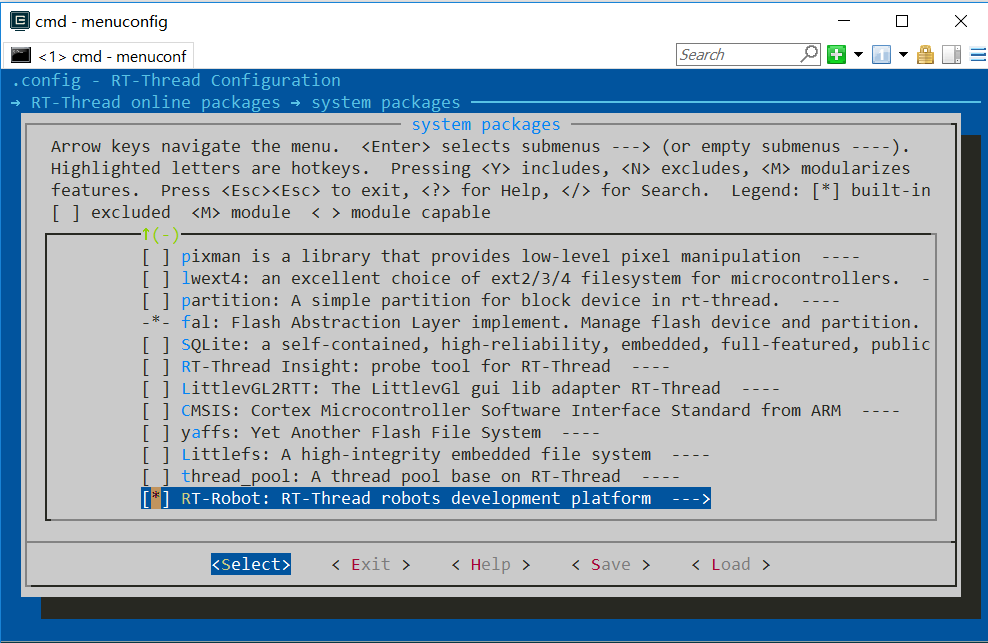 cmd - menuconfig
<1> cmd - menuconf
Search
.config - RT-Thread Configuration
→ RT-Thread online packages → system packages
system packages
Arrow keys navigate the menu.  <Enter> selects submenus ---> (or empty submenus ----).
Highlighted letters are hotkeys.  Pressing <Y> includes, <N> excludes, <M> modularizes
features.  Press <Esc><Esc> to exit, <?> for Help, </> for Search.  Legend: [*] built-in
[ ] excluded  <M> module  < > module capable
↑(-)
[ ] pixman is a library that provides low-level pixel manipulation  ----
[ ] lwext4: an excellent choice of ext2/3/4 filesystem for microcontrollers.  -
[ ] partition: A simple partition for block device in rt-thread.  ----
-*- fal: Flash Abstraction Layer implement. Manage flash device and partition.
[ ] SQLite: a self-contained, high-reliability, embedded, full-featured, public
[ ] RT-Thread Insight: probe tool for RT-Thread  ----
[ ] LittlevGL2RTT: The LittlevGl gui lib adapter RT-Thread  ----
[ ] CMSIS: Cortex Microcontroller Software Interface Standard from ARM  ----
[ ] yaffs: Yet Another Flash File System  ----
[ ] Littlefs: A high-integrity embedded file system  ----
[ ] thread_pool: A thread pool base on RT-Thread  ----
[*] RT-Robot: RT-Thread robots development platform  --->
<Select>    < Exit >    < Help >    < Save >    < Load >